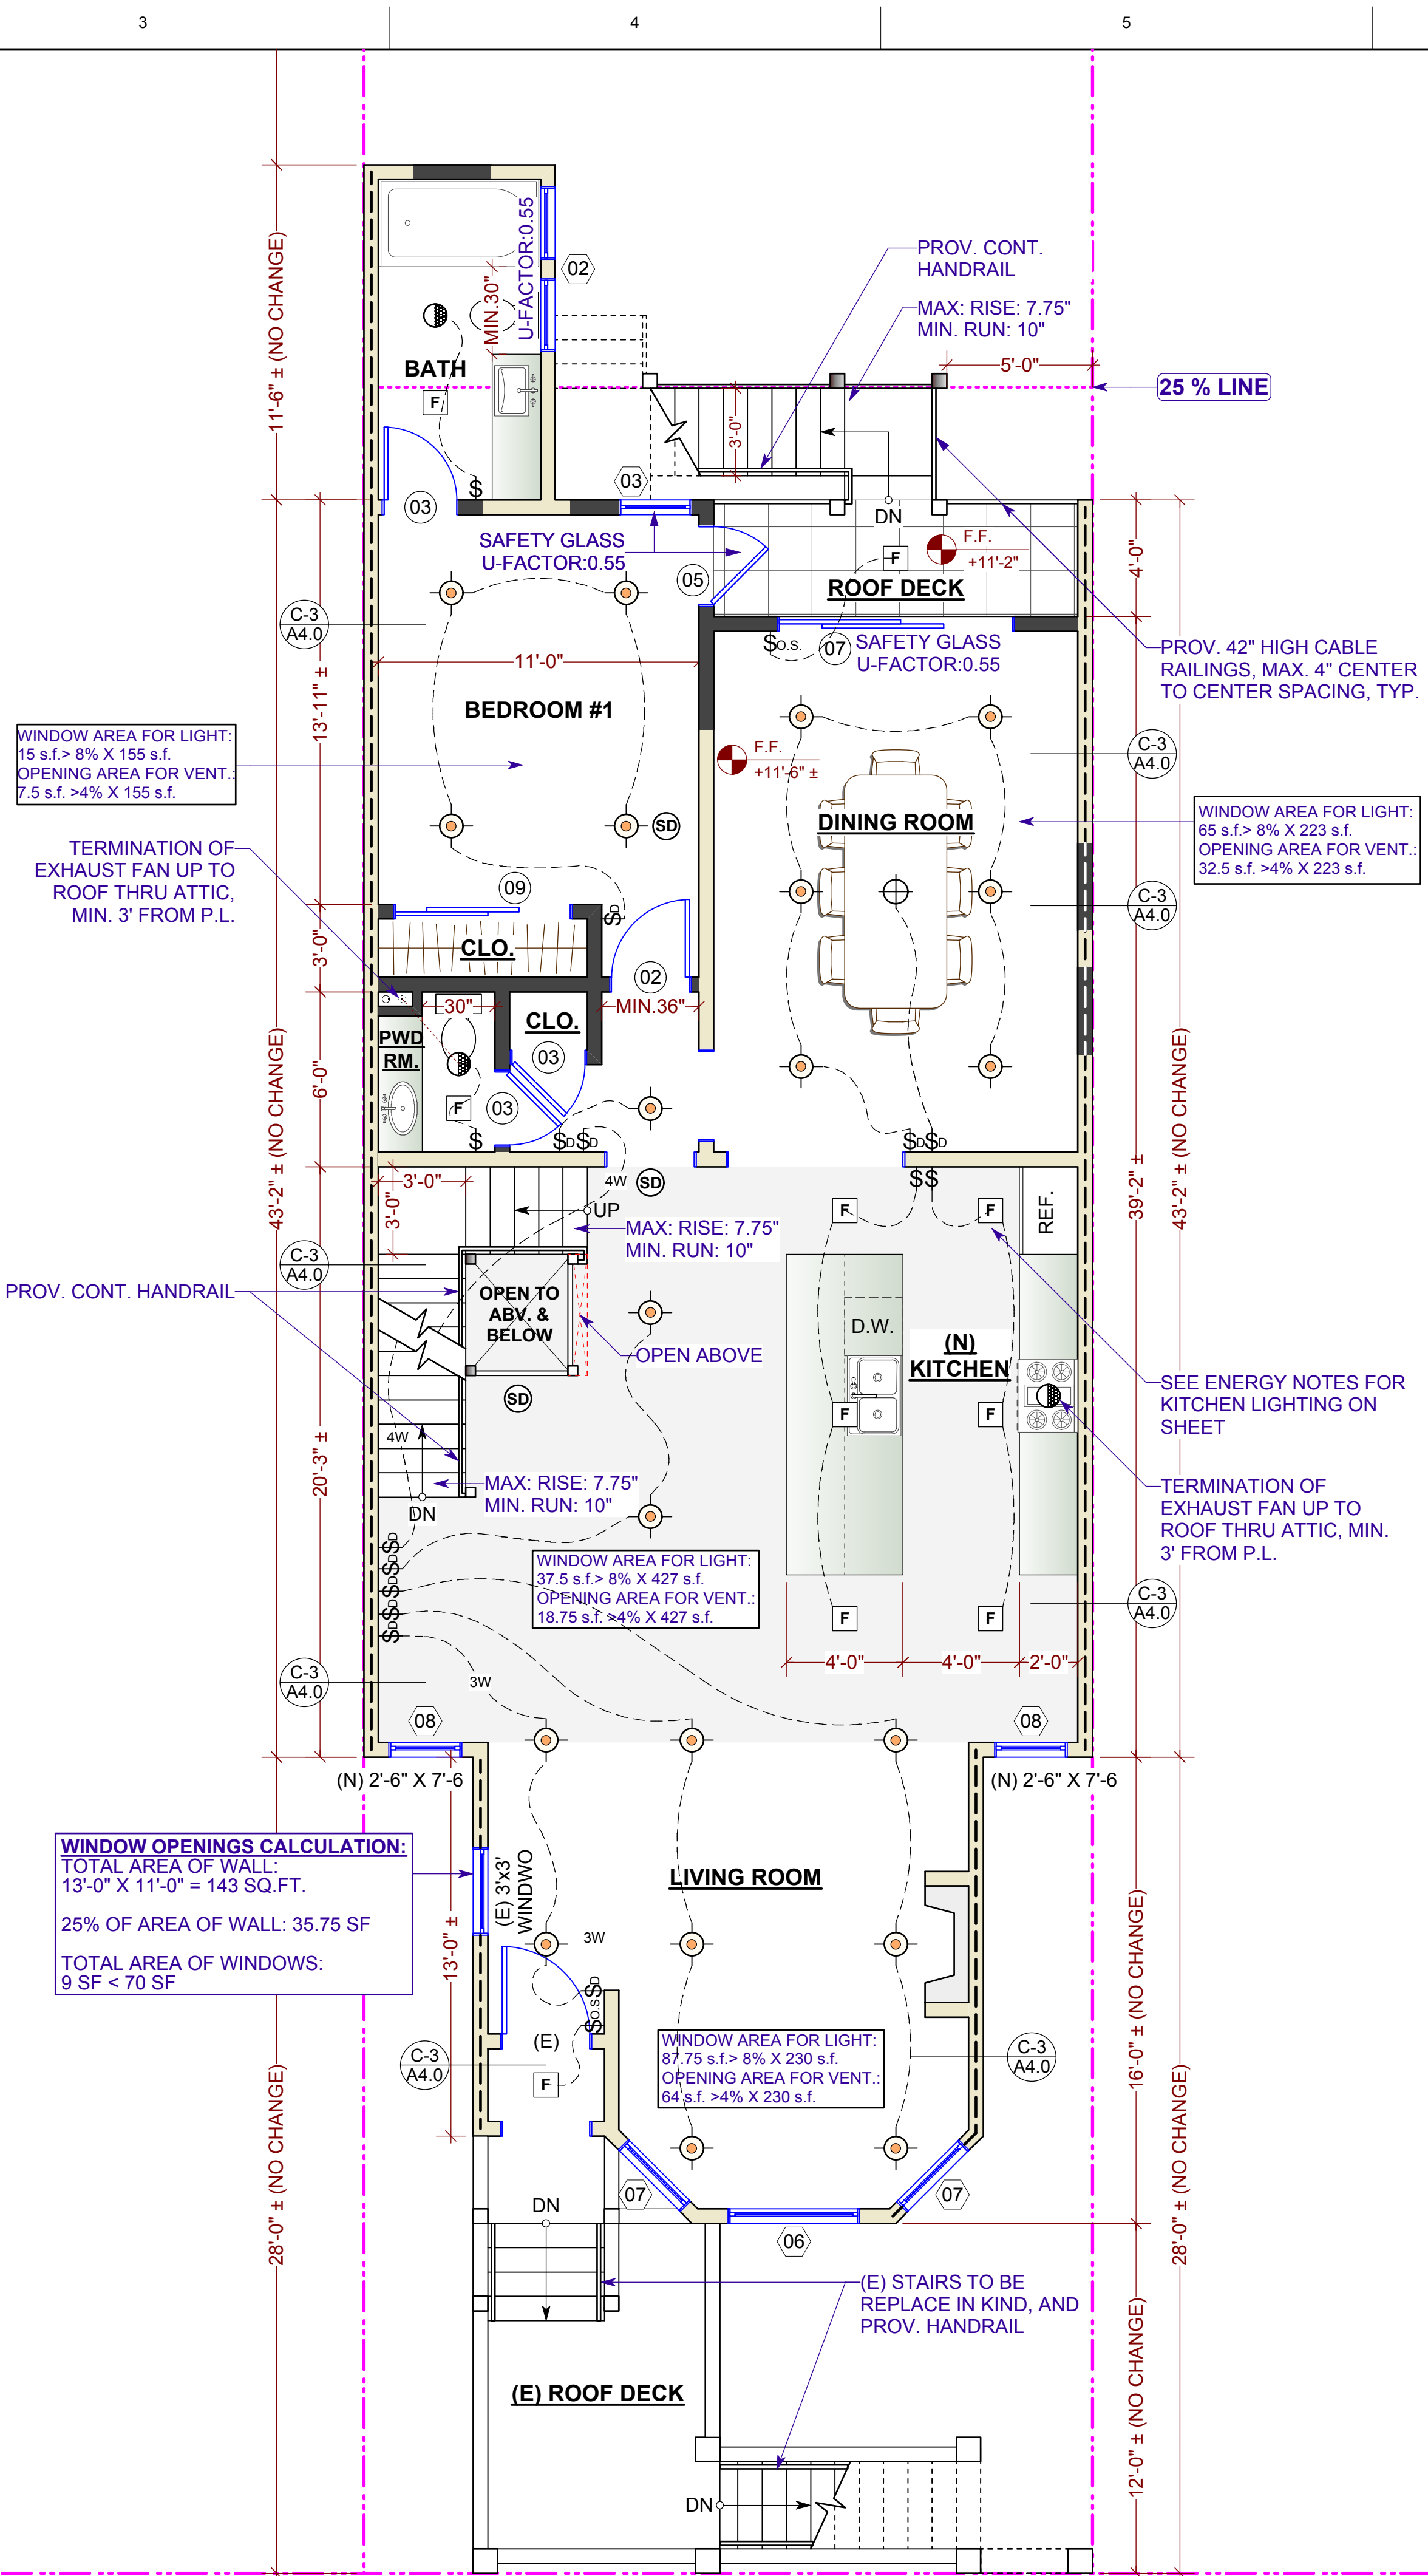 3
4
5
11'-6" ± (NO CHANGE)
U-FACTOR:0.55
02
MIN.30"
BATH
F
PROV. CONT.
HANDRAIL
MAX: RISE: 7.75"
MIN. RUN: 10"
5'-0"
25 % LINE
3'-0"
03
$
03
SAFETY GLASS
U-FACTOR:0.55
05
DN
F
F.F.
+11'-2"
ROOF DECK
4'-0"
C-3
A4.0
$O.S.
07
SAFETY GLASS
U-FACTOR:0.55
PROV. 42" HIGH CABLE
RAILINGS, MAX. 4" CENTER
TO CENTER SPACING, TYP.
11'-0"
13'-11" ±
BEDROOM #1
WINDOW AREA FOR LIGHT:
15 s.f.> 8% X 155 s.f.
OPENING AREA FOR VENT.:
7.5 s.f. >4% X 155 s.f.
F.F.
+11'-6" ±
C-3
A4.0
DINING ROOM
WINDOW AREA FOR LIGHT:
65 s.f.> 8% X 223 s.f.
OPENING AREA FOR VENT.:
32.5 s.f. >4% X 223 s.f.
SD
TERMINATION OF
EXHAUST FAN UP TO
ROOF THRU ATTIC,
MIN. 3' FROM P.L.
09
$D
C-3
A4.0
3'-0"
CLO.
02
30"
MIN.36"
CLO.
PWD
RM.
03
6'-0"
F
03
$
$D$D
$D$D
43'-2" ± (NO CHANGE)
39'-2" ±
43'-2" ± (NO CHANGE)
3'-0"
3'-0"
4W
SD
$$
UP
MAX: RISE: 7.75"
MIN. RUN: 10"
F
F
REF.
C-3
A4.0
PROV. CONT. HANDRAIL
OPEN TO
ABV. &
BELOW
OPEN ABOVE
D.W.
(N)
KITCHEN
SEE ENERGY NOTES FOR
KITCHEN LIGHTING ON
SHEET
SD
F
F
4W
20'-3" ±
MAX: RISE: 7.75"
MIN. RUN: 10"
DN
TERMINATION OF
EXHAUST FAN UP TO
ROOF THRU ATTIC, MIN.
3' FROM P.L.
$D$D$D$D
WINDOW AREA FOR LIGHT:
37.5 s.f.> 8% X 427 s.f.
OPENING AREA FOR VENT.:
18.75 s.f. >4% X 427 s.f.
F
F
C-3
A4.0
4'-0"
4'-0"
2'-0"
C-3
A4.0
3W
08
08
(N) 2'-6" X 7'-6
(N) 2'-6" X 7'-6
WINDOW OPENINGS CALCULATION:
TOTAL AREA OF WALL:
13'-0" X 11'-0" = 143 SQ.FT.
25% OF AREA OF WALL: 35.75 SF
TOTAL AREA OF WINDOWS:
9 SF < 70 SF
13'-0" ±
(E) 3'x3'
WINDWO
LIVING ROOM
3W
$O.S.$D
(E)
F
C-3
A4.0
WINDOW AREA FOR LIGHT:
87.75 s.f.> 8% X 230 s.f.
OPENING AREA FOR VENT.:
64 s.f. >4% X 230 s.f.
C-3
A4.0
16'-0" ± (NO CHANGE)
28'-0" ± (NO CHANGE)
28'-0" ± (NO CHANGE)
DN
07
07
06
(E) STAIRS TO BE
REPLACE IN KIND, AND
PROV. HANDRAIL
(E) ROOF DECK
12'-0" ± (NO CHANGE)
DN